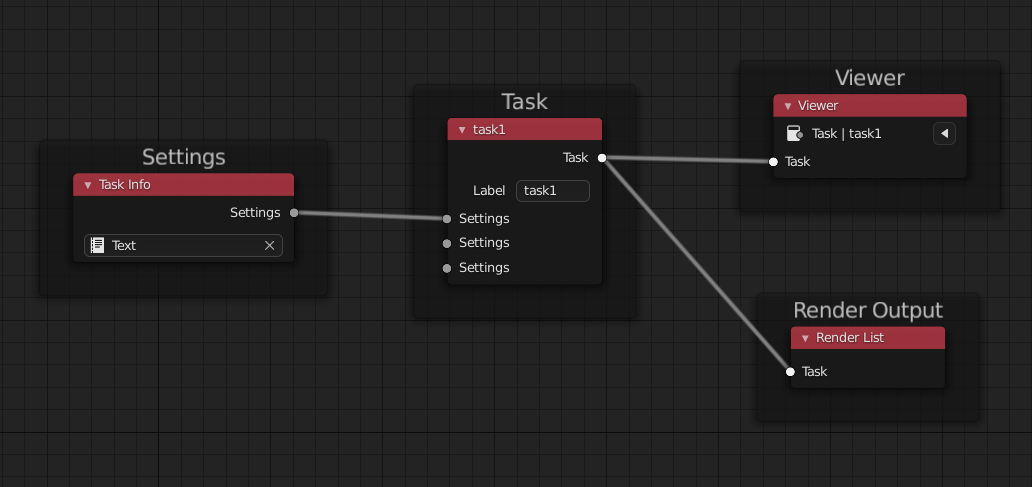 Settings
Task Info
Settings
Text
Task
task1
Task
Label task1
Settings
Settings
Settings
Viewer
Viewer
Task | task1
Task
Render Output
Render List
Task